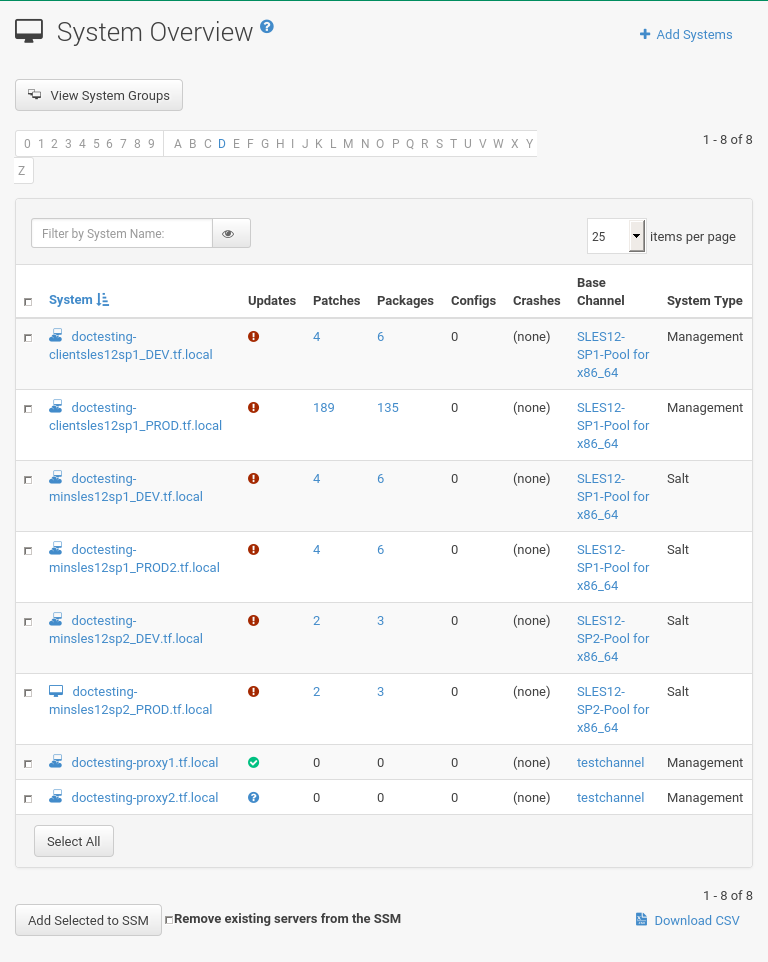 System Overview ?
Add Systems
View System Groups
0 1 2 3 4 5 6 7 8 9 A B C D E F G H I J K L M N O P Q R S T U V W X Y
Z
1 - 8 of 8
Filter by System Name:
25 items per page
System Updates Patches Packages Configs Crashes Base Channel System Type
doctesting-
clientsles12sp1_DEV.tf.local
! 4 6 0 (none)
SLES12-
SP1-Pool for
x86_64
Management
doctesting-
clientsles12sp1_PROD.tf.local
! 189 135 0 (none)
SLES12-
SP1-Pool for
x86_64
Management
doctesting-
minsles12sp1_DEV.tf.local
! 4 6 0 (none)
SLES12-
SP1-Pool for
x86_64
Salt
doctesting-
minsles12sp1_PROD2.tf.local
! 4 6 0 (none)
SLES12-
SP1-Pool for
x86_64
Salt
doctesting-
minsles12sp2_DEV.tf.local
! 2 3 0 (none)
SLES12-
SP2-Pool for
x86_64
Salt
doctesting-
minsles12sp2_PROD.tf.local
! 2 3 0 (none)
SLES12-
SP2-Pool for
x86_64
Salt
doctesting-proxy1.tf.local 0 0 0 (none) testchannel Management
doctesting-proxy2.tf.local ? 0 0 0 (none) testchannel Management
Select All
1 - 8 of 8
Add Selected to SSM Remove existing servers from the SSM
Download CSV